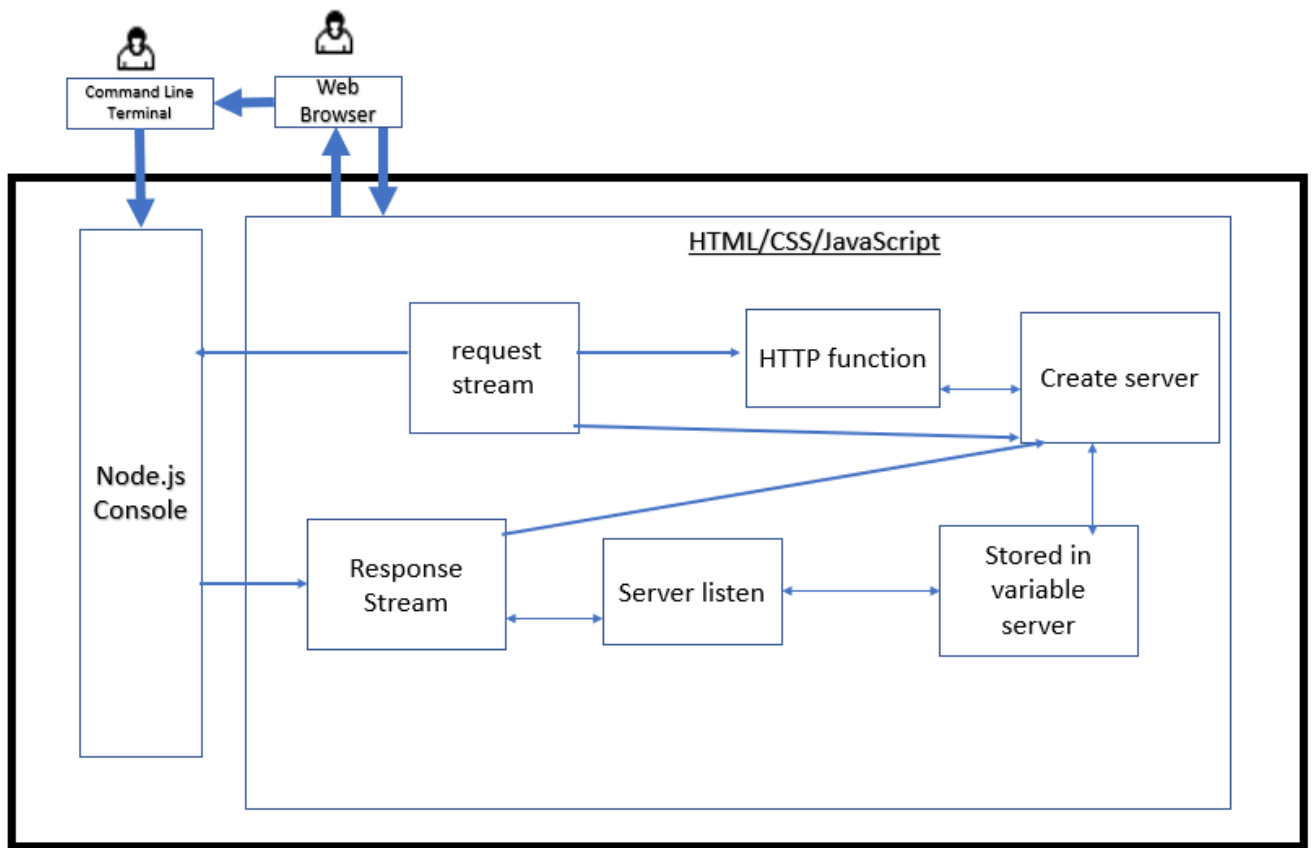 Command Line
Terminal
Web
Browser
HTML/CSS/JavaScript
request
stream
HTTP function
Create server
Node.js
Console
Response
Stream
Server listen
Stored in
variable
server